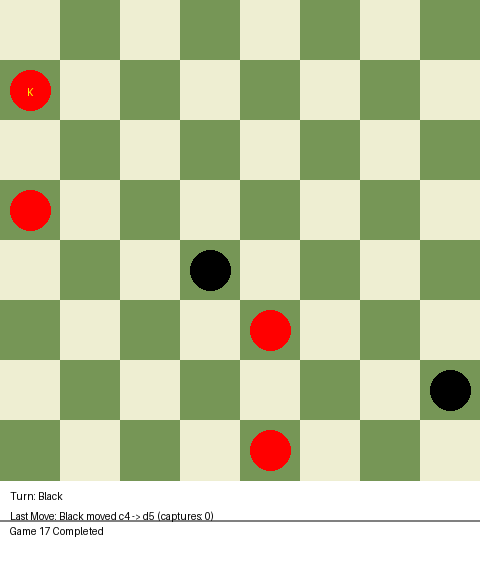 K
Turn: Black
Last Move: Black moved c4 -> d5 (captures: 0)
Game 17 Completed